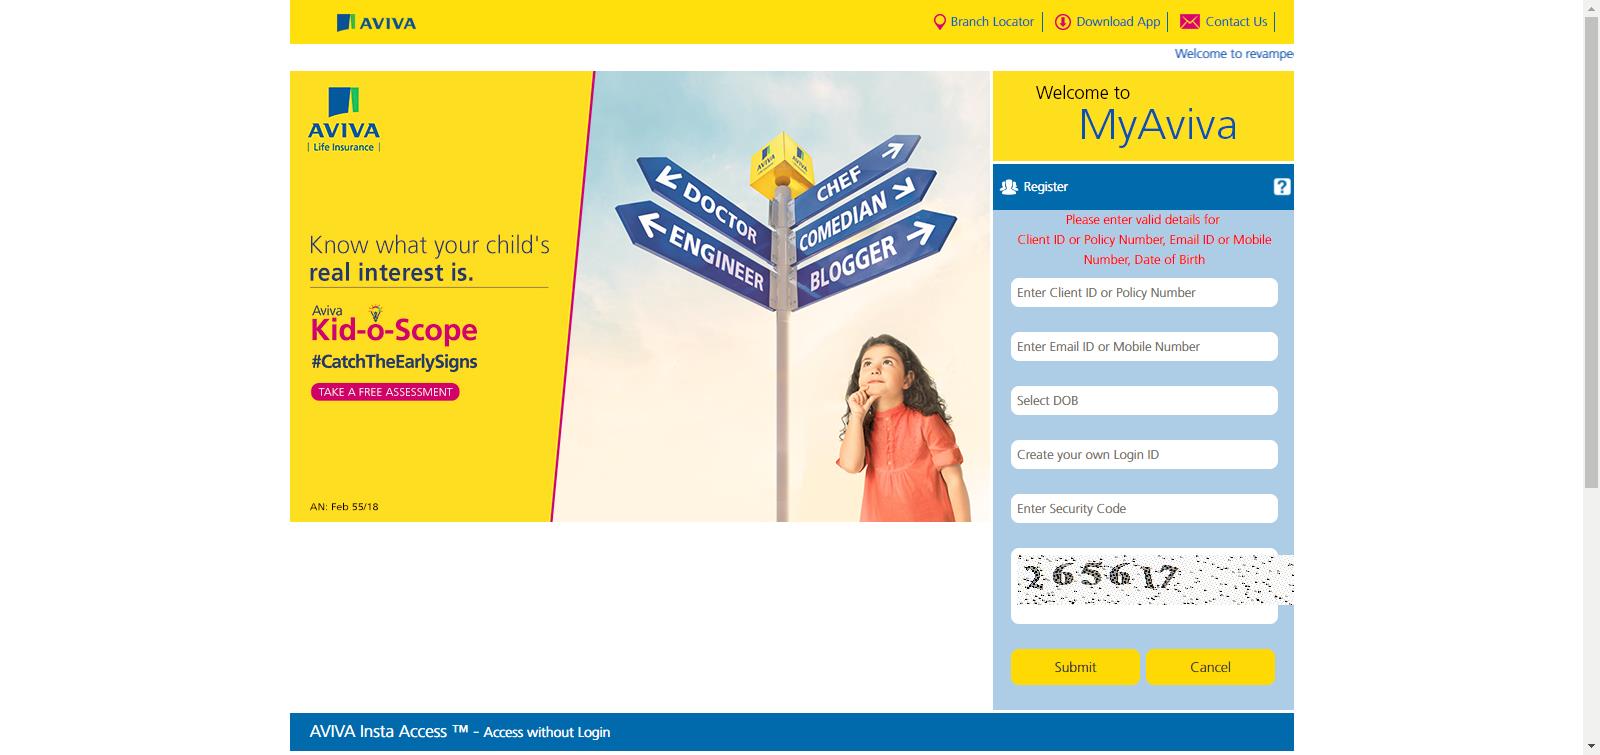 AVIVA
Branch Locator
Download App
Contact Us
Welcome to revampe
AVIVA
Life Insurance
Know what your child's
real interest is.
Aviva
Kid-o-Scope
#CatchTheEarlySigns
TAKE A FREE ASSESSMENT
AN: Feb 55/18
AVIVA
AVIVA
DOCTOR
ENGINEER
CHEF
COMEDIAN
BLOGGER
Welcome to
MyAviva
Register
?
Please enter valid details for
Client ID or Policy Number, Email ID or Mobile
Number, Date of Birth
Enter Client ID or Policy Number
Enter Email ID or Mobile Number
Select DOB
Create your own Login ID
Enter Security Code
265617
Submit
Cancel
AVIVA Insta Access ™ - Access without Login